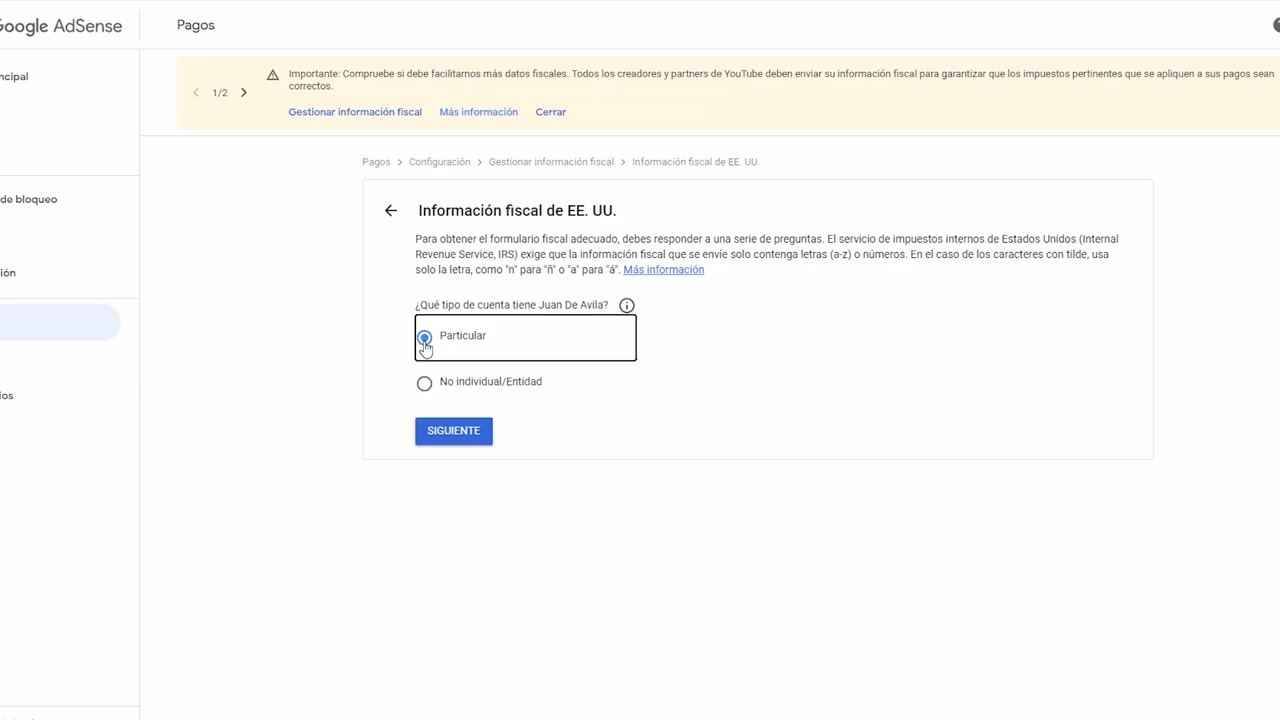 Google AdSense
Pagos
ncipal
de bloqueo
ión
ios
1/2
Importante: Compruebe si debe facilitarnos más datos fiscales. Todos los creadores y partners de YouTube deben enviar su información fiscal para garantizar que los impuestos pertinentes que se apliquen a sus pagos sean
correctos.
Gestionar información fiscal Más información Cerrar
Pagos > Configuración > Gestionar información fiscal > Información fiscal de EE. UU.
Información fiscal de EE. UU.
Para obtener el formulario fiscal adecuado, debes responder a una serie de preguntas. El servicio de impuestos internos de Estados Unidos (Internal
Revenue Service, IRS) exige que la información fiscal que se envíe solo contenga letras (a-z) o números. En el caso de los caracteres con tilde, usa
solo la letra, como "n" para "ñ" o "a" para "á". Más información
¿Qué tipo de cuenta tiene Juan De Avila?
Particular
No individual/Entidad
SIGUIENTE